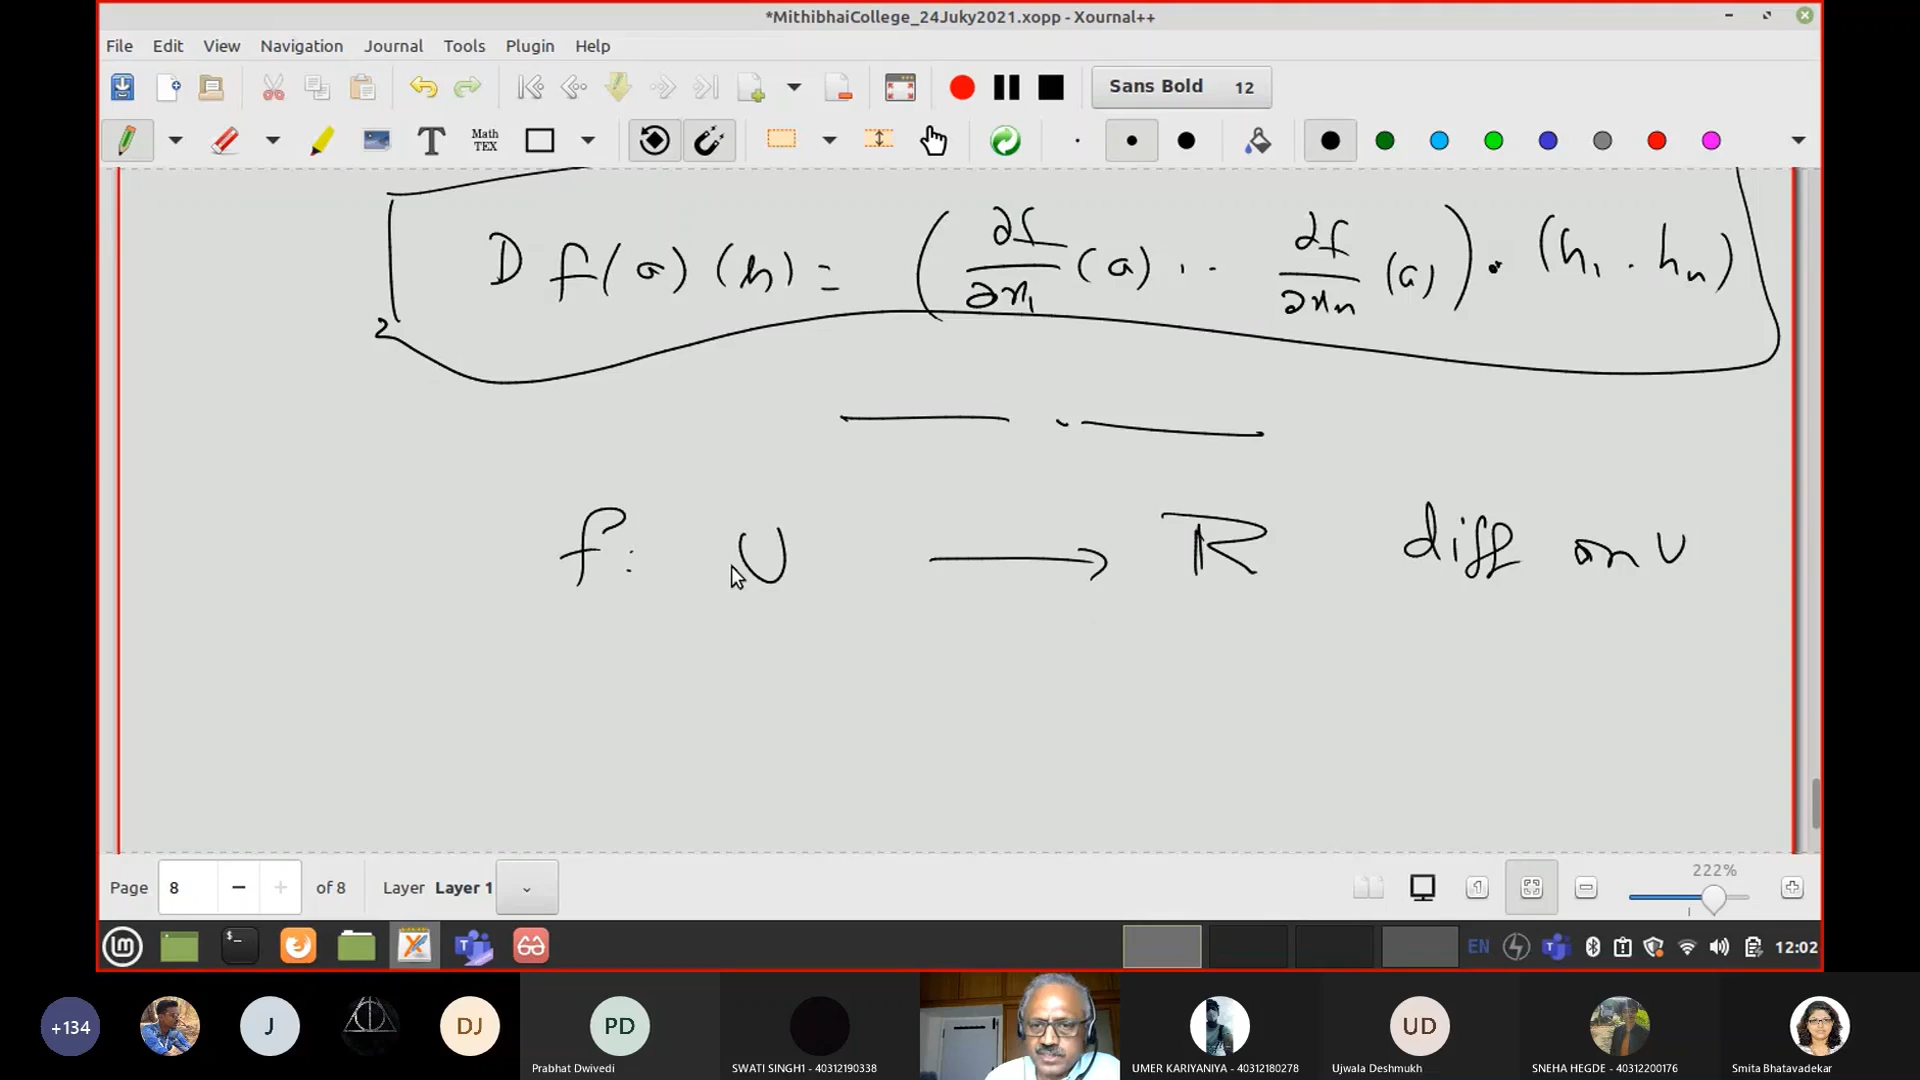 *MithibhaiCollege_24Juky2021.xopp - Xournal++
File Edit View Navigation Journal Tools Plugin Help
Sans Bold 12
T Math TEX
D f(a) (h) = ( ∂f/∂x₁ (a) .. ∂f/∂xₙ (a) ) • (h₁ . hₙ)
f: U ⟶ ℝ diff on U
222%
Page 8 of 8 Layer Layer 1
EN 12:02
+134 J DJ PD UD
Prabhat Dwivedi SWATI SINGH1 - 40312190338 UMER KARIYANIYA - 40312180278 Ujwala Deshmukh SNEHA HEGDE - 40312200176 Smita Bhatavadekar